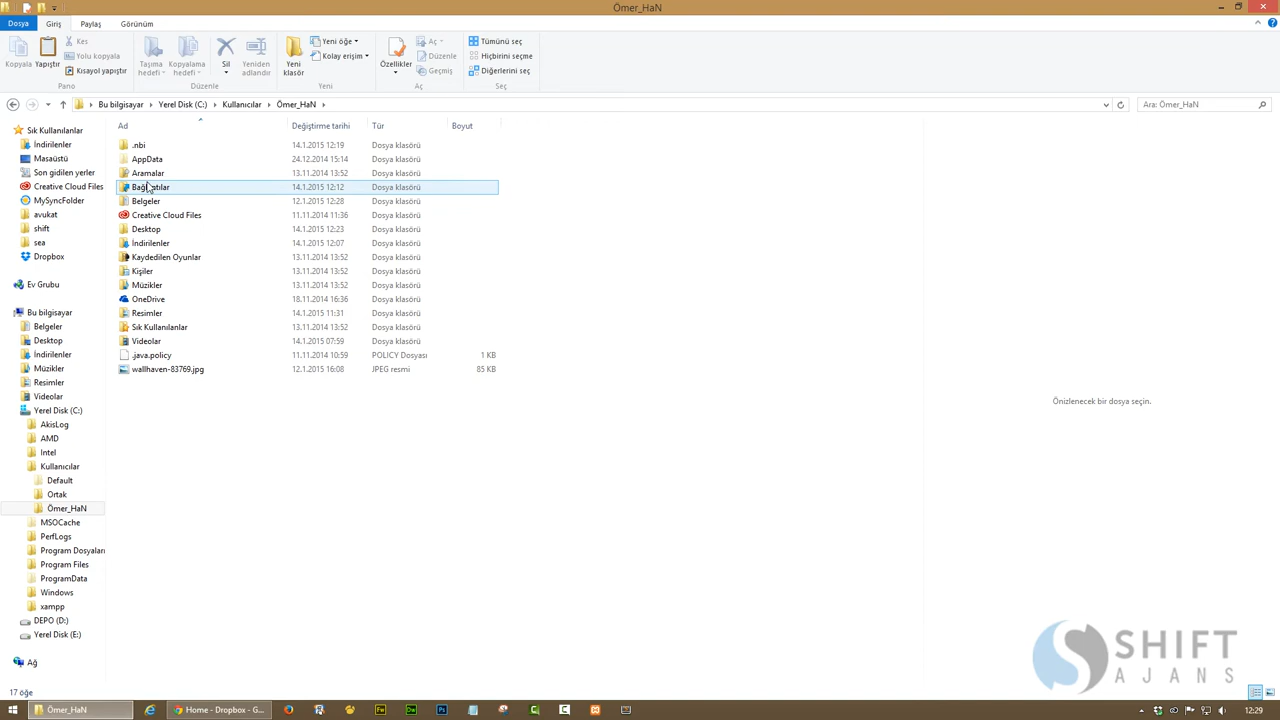 Ömer_HaN
Dosya Giriş Paylaş Görünüm
Kopyala
Yapıştır
Kes
Yolu kopyala
Kısayol yapıştır
Pano
Taşıma hedefi
Kopyalama hedefi
Sil
Yeniden adlandır
Düzenle
Yeni klasör
Yeni öğe
Kolay erişim
Yeni
Özellikler
Aç
Düzenle
Geçmiş
Aç
Tümünü seç
Hiçbirini seçme
Diğerlerini seç
Seç
Bu bilgisayar Yerel Disk (C:) Kullanıcılar Ömer_HaN
Ara: Ömer_HaN
Sık Kullanılanlar
İndirilenler
Masaüstü
Son gidilen yerler
Creative Cloud Files
MySyncFolder
avukat
shift
sea
Dropbox
Ev Grubu
Bu bilgisayar
Belgeler
Desktop
İndirilenler
Müzikler
Resimler
Videolar
Yerel Disk (C:)
AkisLog
AMD
Intel
Kullanıcılar
Default
Ortak
Ömer_HaN
MSOCache
PerfLogs
Program Dosyaları
Program Files
ProgramData
Windows
xampp
DEPO (D:)
Yerel Disk (E:)
Ağ
Ad Değiştirme tarihi Tür Boyut
.nbi 14.1.2015 12:19 Dosya klasörü
AppData 24.12.2014 15:14 Dosya klasörü
Aramalar 13.11.2014 13:52 Dosya klasörü
Bağlantılar 14.1.2015 12:12 Dosya klasörü
Belgeler 12.1.2015 12:28 Dosya klasörü
Creative Cloud Files 11.11.2014 11:36 Dosya klasörü
Desktop 14.1.2015 12:23 Dosya klasörü
İndirilenler 14.1.2015 12:07 Dosya klasörü
Kaydedilen Oyunlar 13.11.2014 13:52 Dosya klasörü
Kişiler 13.11.2014 13:52 Dosya klasörü
Müzikler 13.11.2014 13:52 Dosya klasörü
OneDrive 18.11.2014 16:36 Dosya klasörü
Resimler 14.1.2015 11:31 Dosya klasörü
Sık Kullanılanlar 13.11.2014 13:52 Dosya klasörü
Videolar 14.1.2015 07:59 Dosya klasörü
.java.policy 11.11.2014 10:59 POLICY Dosyası 1 KB
wallhaven-83769.jpg 12.1.2015 16:08 JPEG resmi 85 KB
Önizlenecek bir dosya seçin.
SHIFT
AJANS
17 öğe
Ömer_HaN
Home - Dropbox - G...
Fw
Dw
Ps
12:29